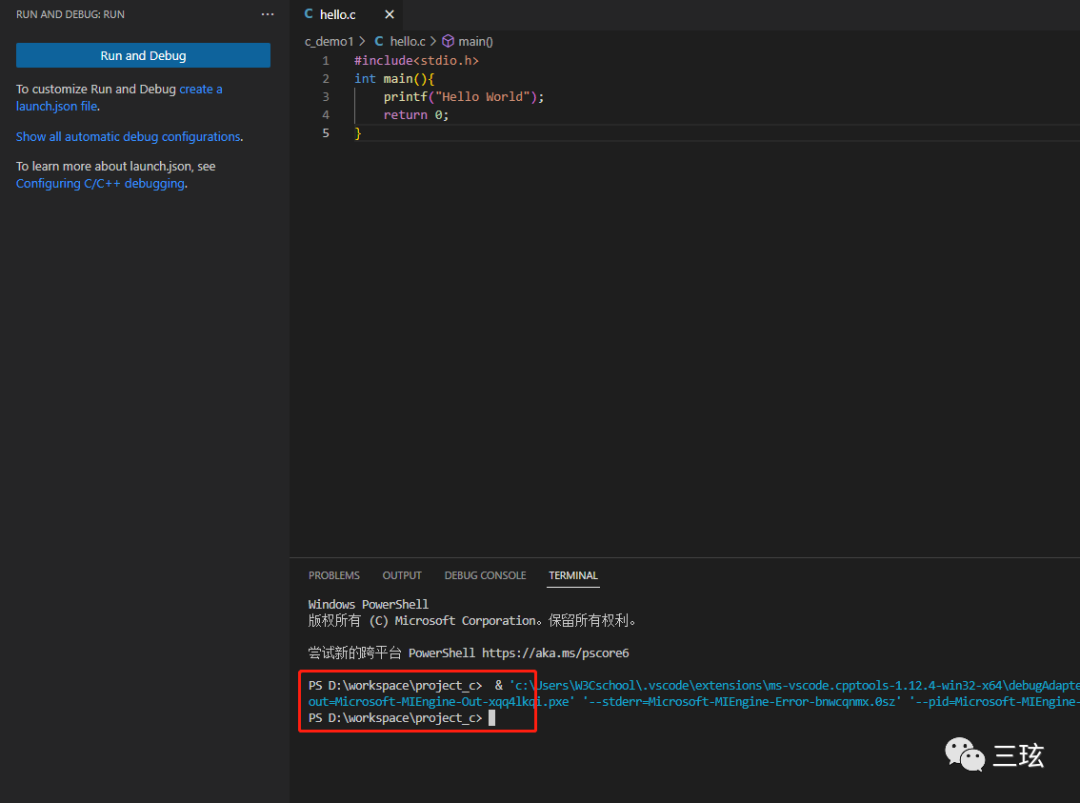 RUN AND DEBUG: RUN
Run and Debug
To customize Run and Debug create a
launch.json file.
Show all automatic debug configurations.
To learn more about launch.json, see
Configuring C/C++ debugging.
hello.c
c_demo1 > C hello.c > main()
1 #include<stdio.h>
2 int main(){
3 printf("Hello World");
4 return 0;
5 }
PROBLEMS OUTPUT DEBUG CONSOLE TERMINAL
Windows PowerShell
版权所有 (C) Microsoft Corporation。保留所有权利。
尝试新的跨平台 PowerShell https://aka.ms/pscore6
PS D:\workspace\project_c> & 'c:\Users\W3Cschool\.vscode\extensions\ms-vscode.cpptools-1.12.4-win32-x64\debugAdapte
out=Microsoft-MIEngine-Out-xqq4lkqi.pxe' '--stderr=Microsoft-MIEngine-Error-bnwcqnmx.0sz' '--pid=Microsoft-MIEngine-
PS D:\workspace\project_c>
三玹